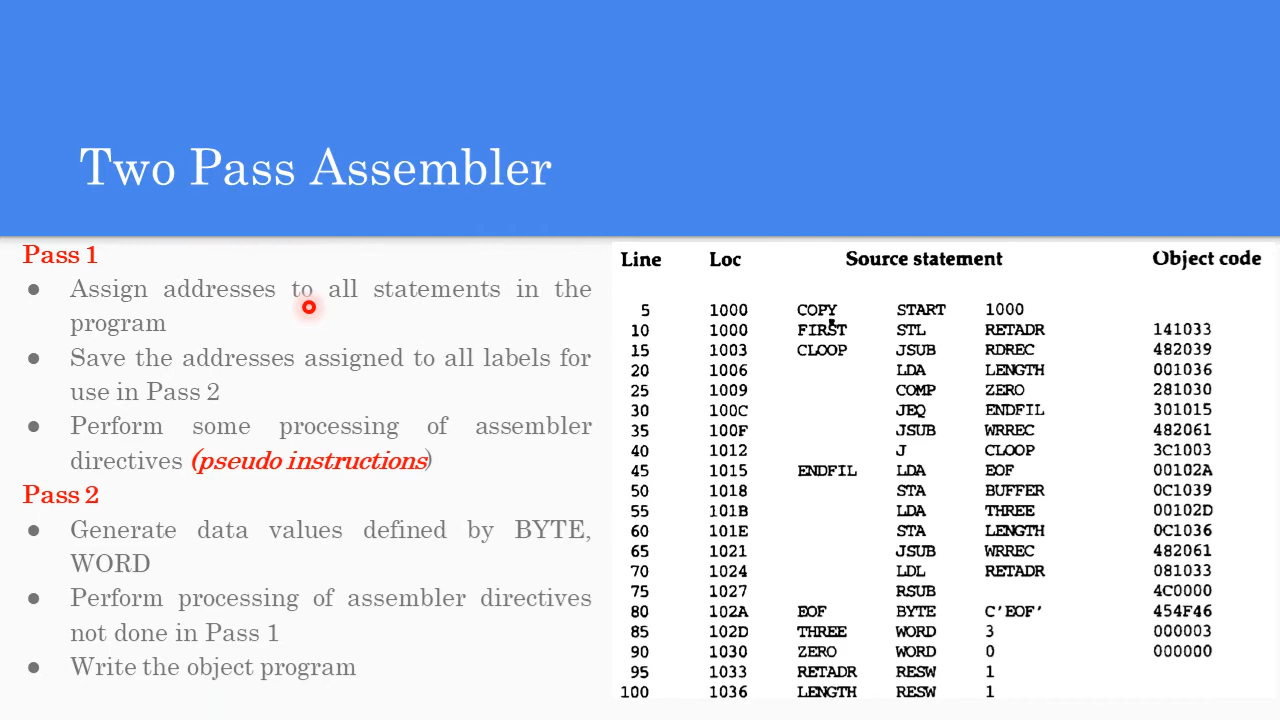 Two Pass Assembler
Pass 1
● Assign addresses to all statements in the
program
● Save the addresses assigned to all labels for
use in Pass 2
● Perform some processing of assembler
directives (pseudo instructions)
Pass 2
● Generate data values defined by BYTE,
WORD
● Perform processing of assembler directives
not done in Pass 1
● Write the object program
Line Loc Source statement Object code
5 1000 COPY START 1000
10 1000 FIRST STL RETADR 141033
15 1003 CLOOP JSUB RDREC 482039
20 1006 LDA LENGTH 001036
25 1009 COMP ZERO 281030
30 100C JEQ ENDFIL 301015
35 100F JSUB WRREC 482061
40 1012 J CLOOP 3C1003
45 1015 ENDFIL LDA EOF 00102A
50 1018 STA BUFFER 0C1039
55 101B LDA THREE 00102D
60 101E STA LENGTH 0C1036
65 1021 JSUB WRREC 482061
70 1024 LDL RETADR 081033
75 1027 RSUB 4C0000
80 102A EOF BYTE C'EOF' 454F46
85 102D THREE WORD 3 000003
90 1030 ZERO WORD 0 000000
95 1033 RETADR RESW 1
100 1036 LENGTH RESW 1